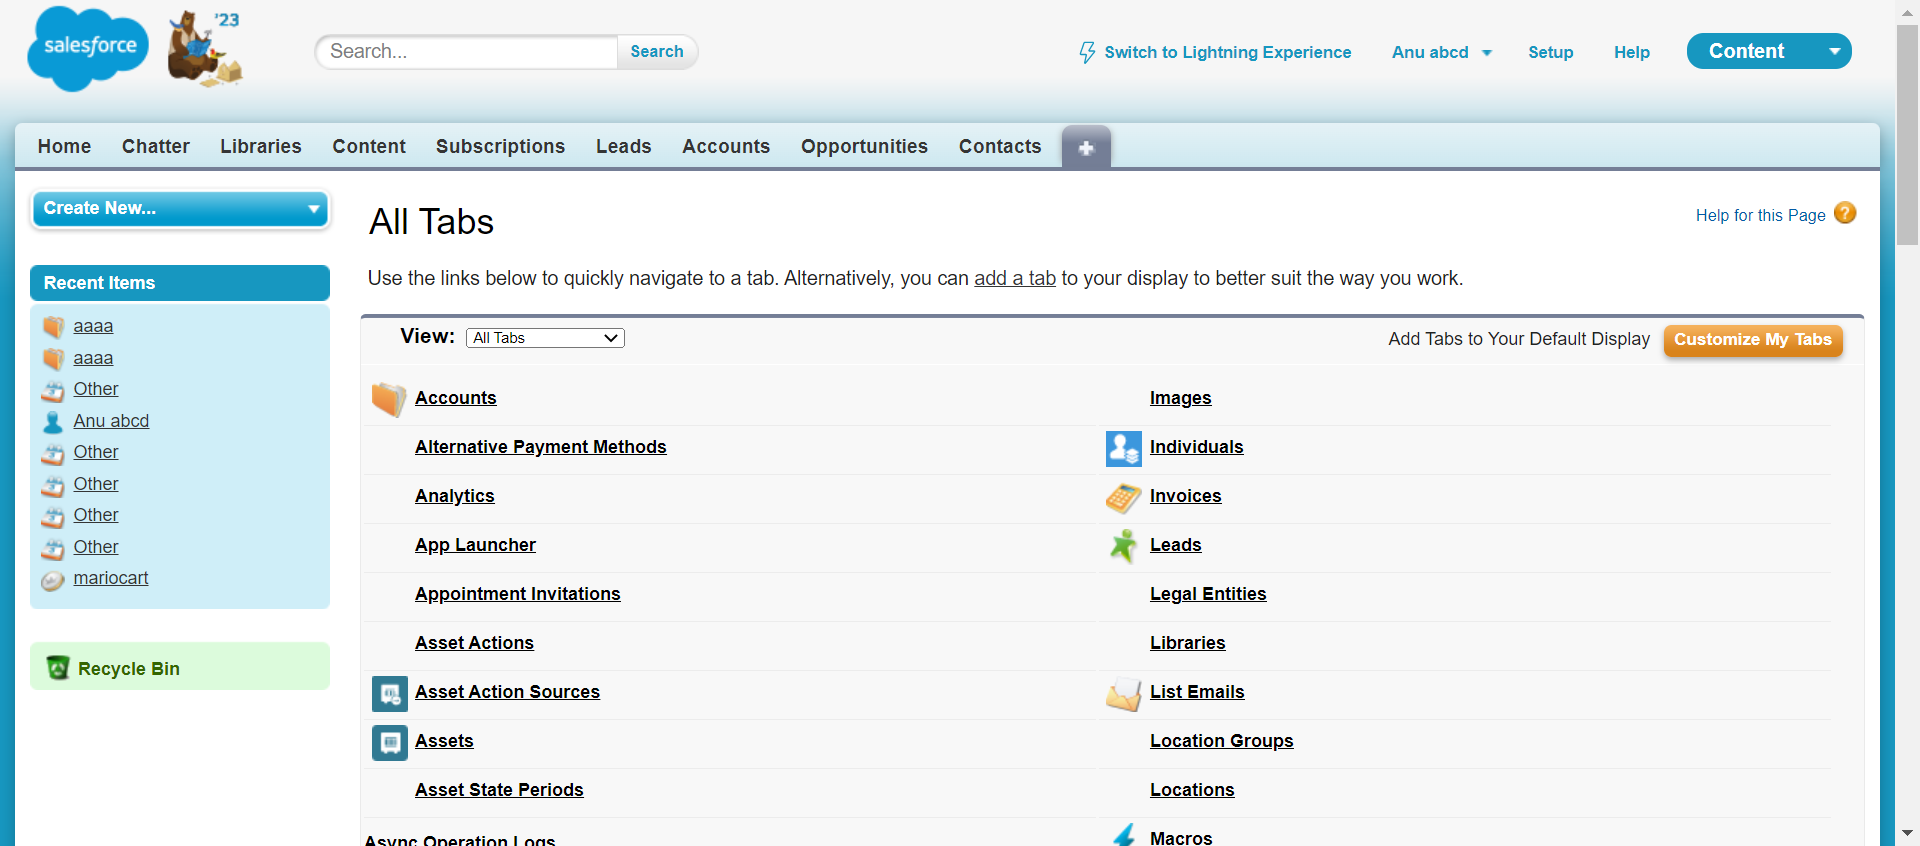 salesforce
'23
Search...
Search
Switch to Lightning Experience
Anu abcd
Setup
Help
Content
Home
Chatter
Libraries
Content
Subscriptions
Leads
Accounts
Opportunities
Contacts
Create New...
Recent Items
aaaa
aaaa
Other
Anu abcd
Other
Other
Other
Other
mariocart
Recycle Bin
All Tabs
Help for this Page
?
Use the links below to quickly navigate to a tab. Alternatively, you can add a tab to your display to better suit the way you work.
View: All Tabs
Add Tabs to Your Default Display
Customize My Tabs
Accounts
Alternative Payment Methods
Analytics
App Launcher
Appointment Invitations
Asset Actions
Asset Action Sources
Assets
Asset State Periods
Async Operation Logs
Images
Individuals
Invoices
Leads
Legal Entities
Libraries
List Emails
Location Groups
Locations
Macros